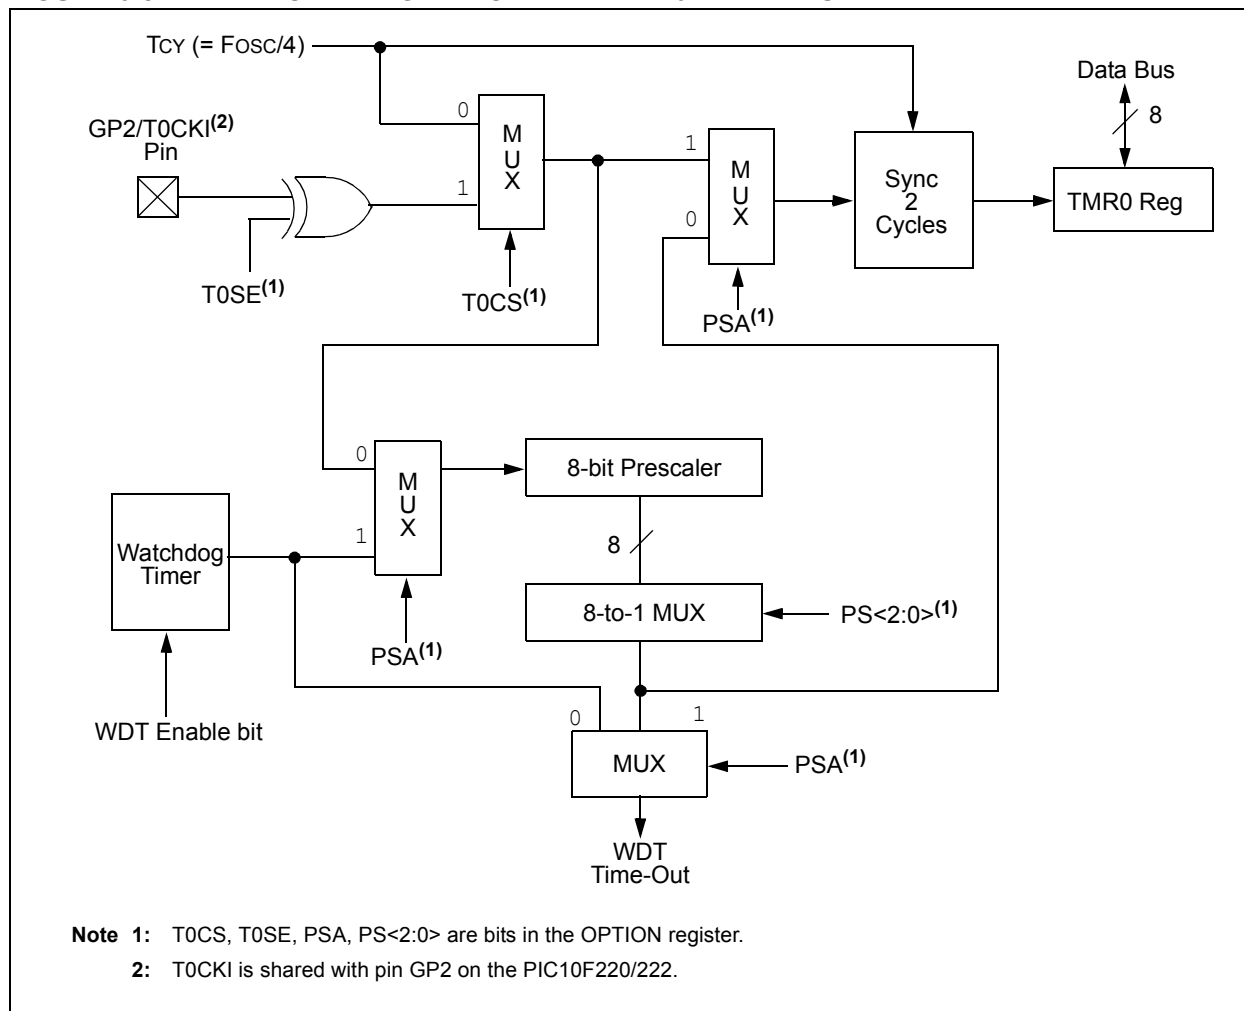 TCY (= FOSC/4)
Data Bus
8
GP2/T0CKI(2)
Pin
0
M
U
X
1
T0SE(1)
T0CS(1)
1
M
U
X
0
PSA(1)
Sync
2
Cycles
TMR0 Reg
0
M
U
X
1
8-bit Prescaler
8
Watchdog
Timer
8-to-1 MUX
PS<2:0>(1)
PSA(1)
WDT Enable bit
0
1
MUX
PSA(1)
WDT
Time-Out
Note 1: T0CS, T0SE, PSA, PS<2:0> are bits in the OPTION register.
2: T0CKI is shared with pin GP2 on the PIC10F220/222.